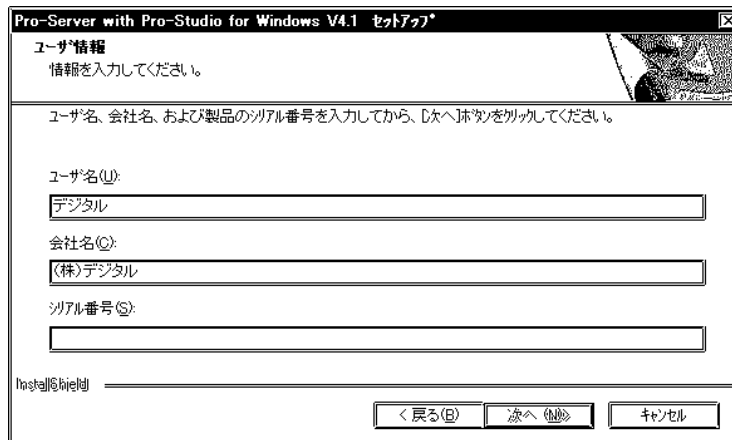 Pro-Server with Pro-Studio for Windows V4.1 ｾｯﾄｱｯﾌﾟ
ﾕｰｻﾞ情報
情報を入力してください。
ﾕｰｻﾞ名、会社名、および製品のｼﾘｱﾙ番号を入力してから、[次へ]ﾎﾞﾀﾝをｸﾘｯｸしてください。
ﾕｰｻﾞ名(U):
デジタル
会社名(C):
(株)デジタル
ｼﾘｱﾙ番号(S):
InstallShield
< 戻る(B) 次へ (N)> ｷｬﾝｾﾙ